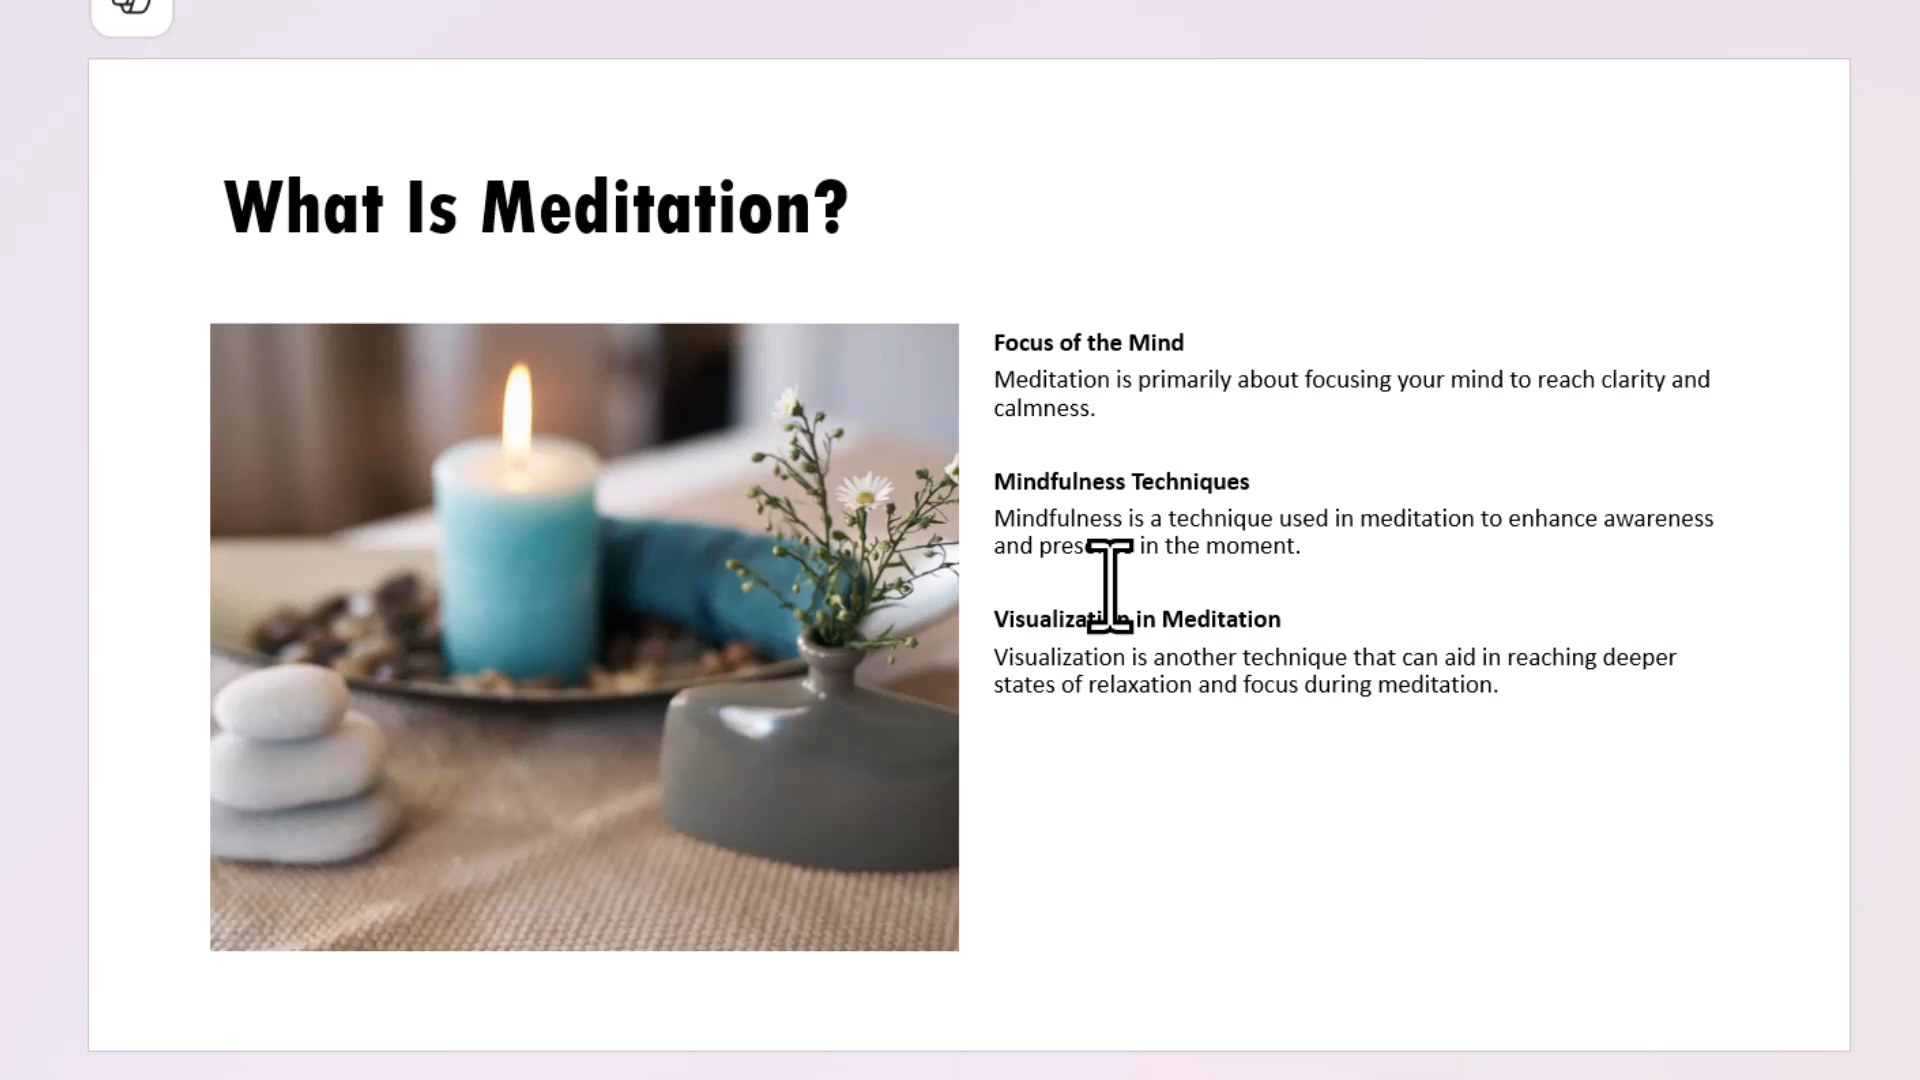 What Is Meditation?
Focus of the Mind
Meditation is primarily about focusing your mind to reach clarity and
calmness.
Mindfulness Techniques
Mindfulness is a technique used in meditation to enhance awareness
and presence in the moment.
Visualization in Meditation
Visualization is another technique that can aid in reaching deeper
states of relaxation and focus during meditation.